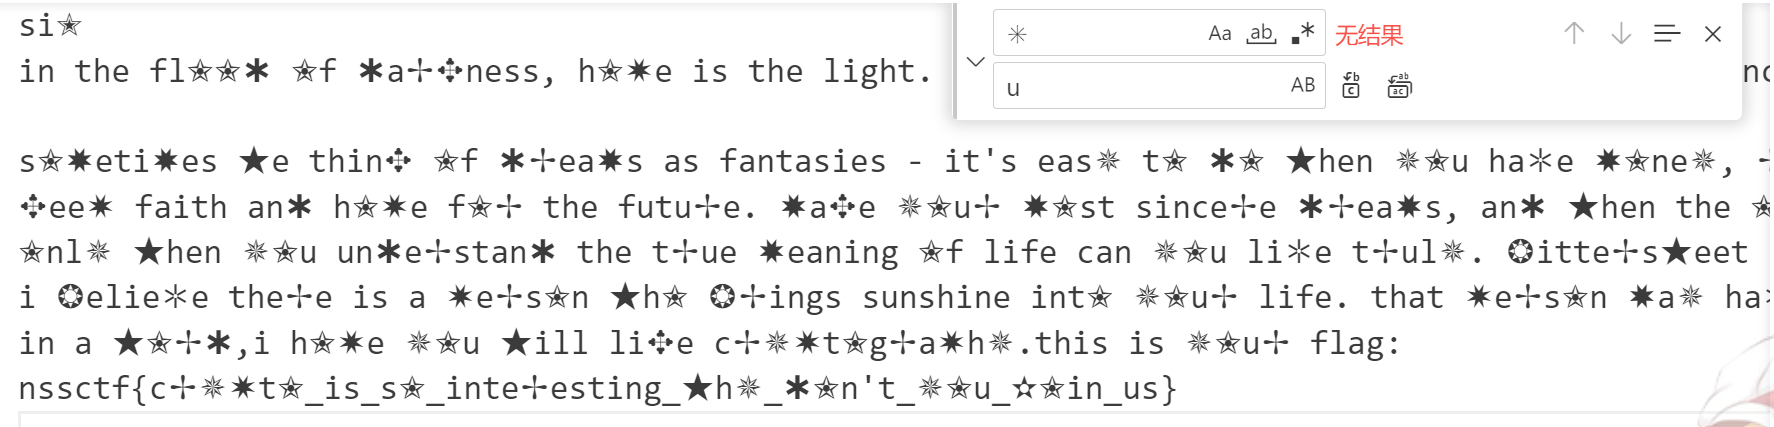 si✭
in the fl✭✭✱ ✭f ✱a✢✣ness, h✭✷e is the light.
s✭✸eti✸es ★e thin✣ ✭f ✱✢ea✸s as fantasies - it's eas✵ t✭ ✱✭ ★hen ✵✭u ha✳e ✸✭ne✵,
✣ee✷ faith an✱ h✭✷e f✭✢ the futu✢e. ✸a✣e ✵✭u✢ ✸✭st since✢e ✱✢ea✸s, an✱ ★hen the
✭nl✵ ★hen ✵✭u un✱e✢stan✱ the t✢ue ✸eaning ✭f life can ✵✭u li✳e t✢ul✵. ❂itte✢s★eet
i ❂elie✳e the✢e is a ✷e✢s✭n ★h✭ ❂✢ings sunshine int✭ ✵✭u✢ life. that ✷e✢s✭n ✸a✵ ha
in a ★✭✢✱,i h✭✷e ✵✭u ★ill li✣e c✢✵✷t✭g✢a✷h✵.this is ✵✭u✢ flag:
nssctf{c✢✵✷t✭_is_s✭_inte✢esting_★h✵_✱✭n't_✵✭u_✫✭in_us}
✳
Aa
ab
.*
无结果
u
AB